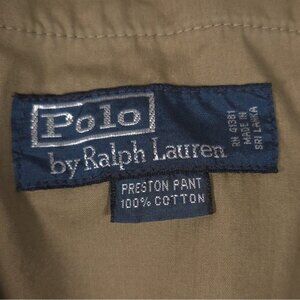 Polo
by Ralph Lauren
RN 41381
MADE IN
SRI LANKA
PRESTON PANT
100% COTTON